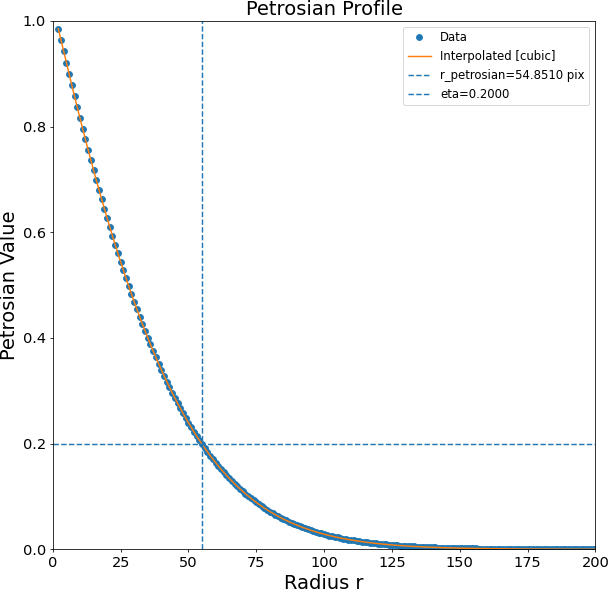 Petrosian Profile
1.0
0.8
0.6
0.4
0.2
0.0
Petrosian Value
Data
Interpolated [cubic]
r_petrosian=54.8510 pix
eta=0.2000
0 25 50 75 100 125 150 175 200
Radius r